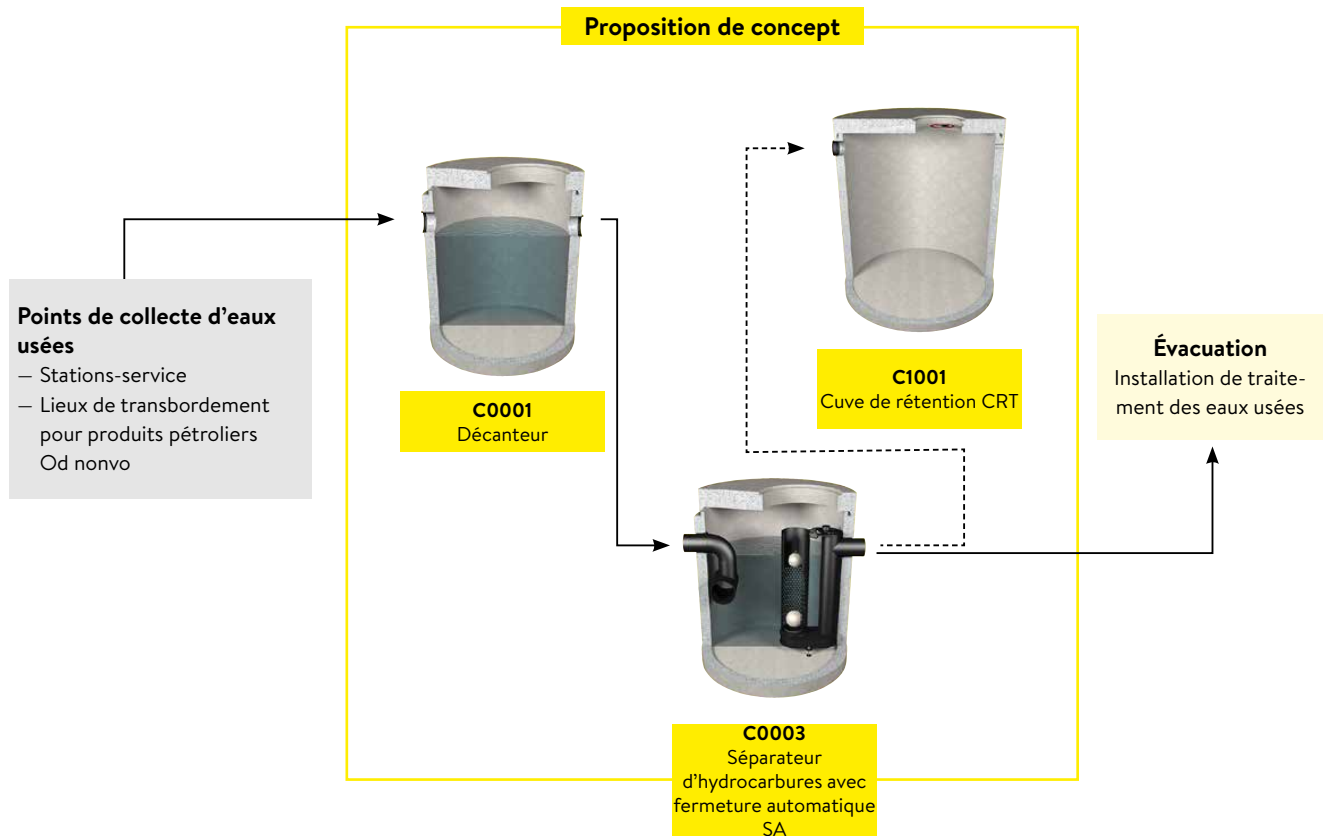 Proposition de concept
Points de collecte d’eaux
usées
– Stations-service
– Lieux de transbordement
pour produits pétroliers
Od nonvo
C0001
Décanteur
C1001
Cuve de rétention CRT
C0003
Séparateur
d’hydrocarbures avec
fermeture automatique
SA
Évacuation
Installation de traite-
ment des eaux usées